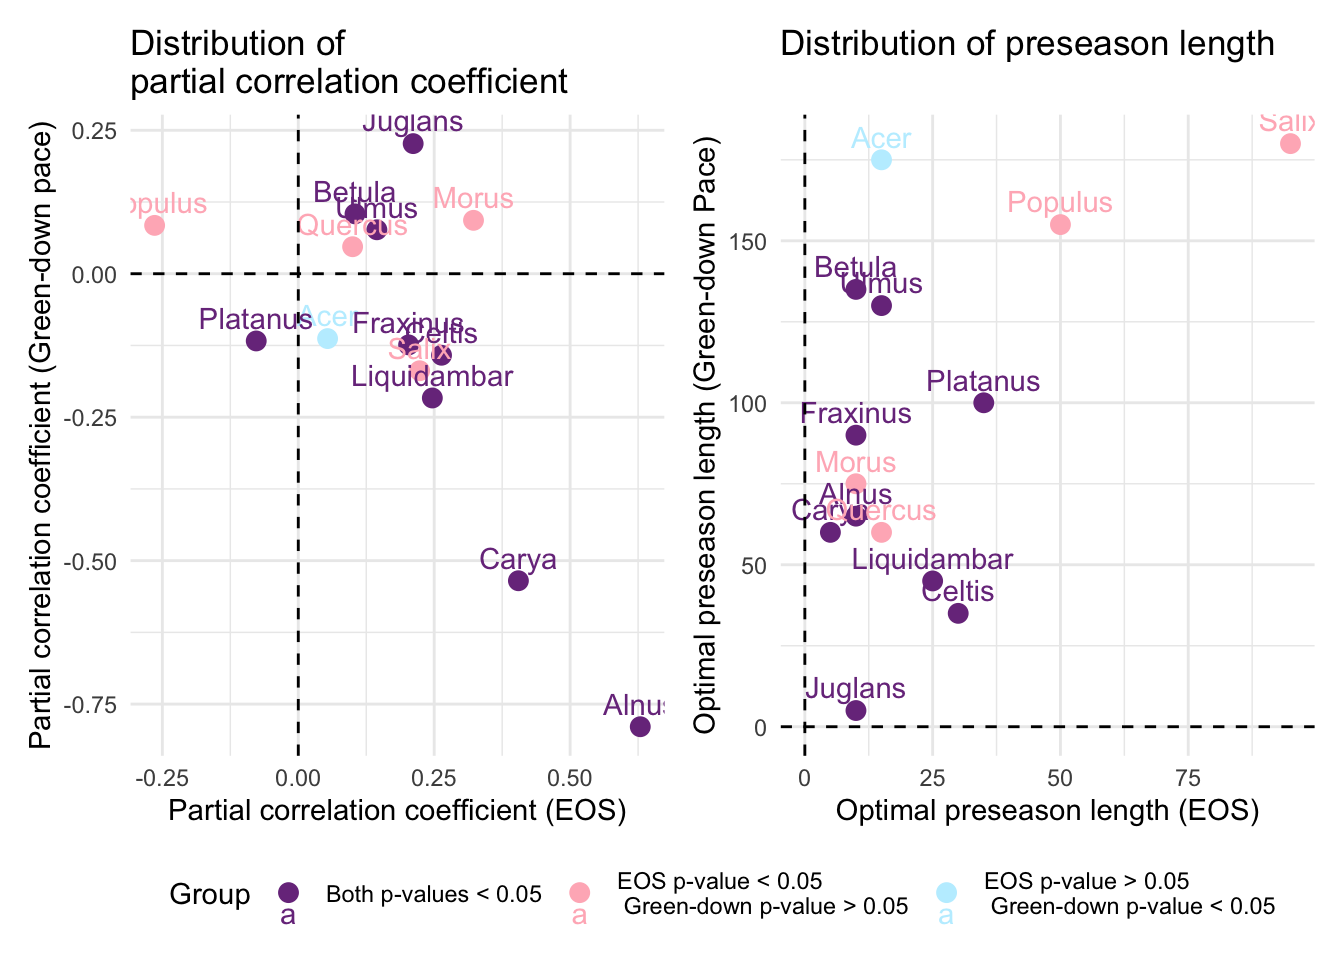 Distribution of
partial correlation coefficient
Partial correlation coefficient (Green-down pace)
0.25
0.00
-0.25
-0.50
-0.75
Juglans
Betula
Ulmus
Morus
opulus
Quercus
Platanus
Acer
Fraxinus
Celtis
Salix
Liquidambar
Carya
Alnus
-0.25 0.00 0.25 0.50
Partial correlation coefficient (EOS)
Distribution of preseason length
Optimal preseason length (Green-down Pace)
150
100
50
0
Salix
Acer
Populus
Betula
Ulmus
Platanus
Fraxinus
Morus
Alnus
Carya
Quercus
Liquidambar
Celtis
Juglans
0 25 50 75
Optimal preseason length (EOS)
Group
a
Both p-values < 0.05
a
EOS p-value < 0.05
Green-down p-value > 0.05
a
EOS p-value > 0.05
Green-down p-value < 0.05